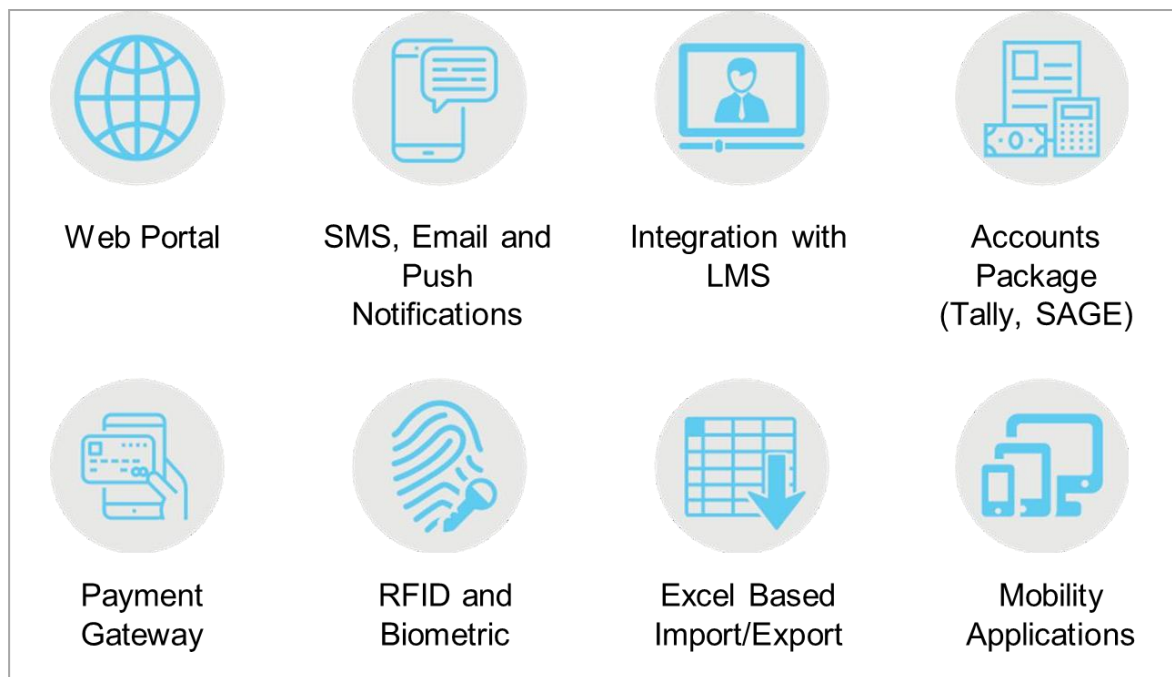 Web Portal
SMS, Email and
Push
Notifications
Integration with
LMS
Accounts
Package
(Tally, SAGE)
Payment
Gateway
RFID and
Biometric
Excel Based
Import/Export
Mobility
Applications